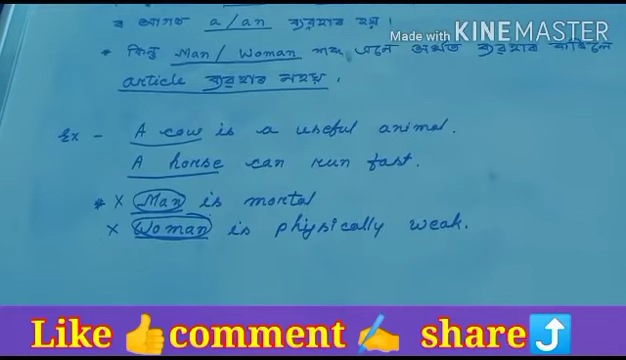 ৰ আগত a/an ব্যৱহাৰ হয়।
Made with KINEMASTER
* কিন্তু Man/Woman শব্দ এনে অৰ্থত ব্যৱহাৰ কৰিলে
article ব্যৱহাৰ নহয়.
Ex – A cow is a useful animal.
A horse can run fast.
* x Man is mortal
x Woman is physically weak.
Like 👍 comment ✍ share ⤴